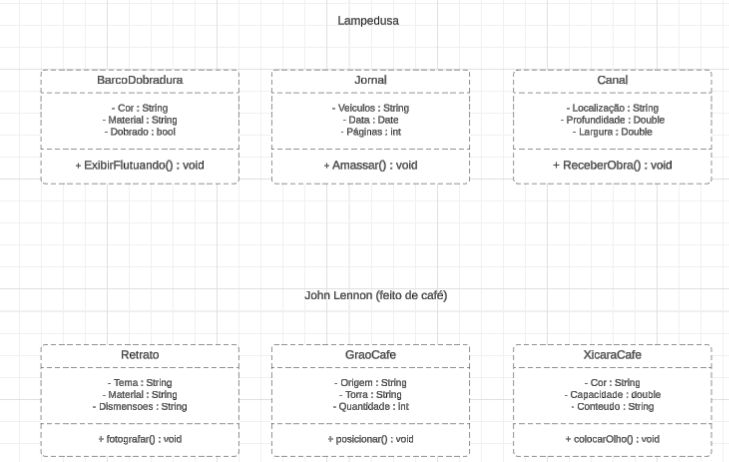 Lampedusa
BarcoDobradura
- Cor : String
- Material : String
- Dobrado : bool
+ ExibirFlutuando() : void
Jornal
- Veiculos : String
- Data : Date
- Páginas : int
+ Amassar() : void
Canal
- Localização : String
- Profundidade : Double
- Largura : Double
+ ReceberObra() : void
John Lennon (feito de café)
Retrato
- Tema : String
- Material : String
- Dismensoes : String
+ fotografar() : void
GraoCafe
- Origem : String
- Torra : String
- Quantidade : int
+ posicionar() : void
XicaraCafe
- Cor : String
- Capacidade : double
- Conteudo : String
+ colocarOlho() : void